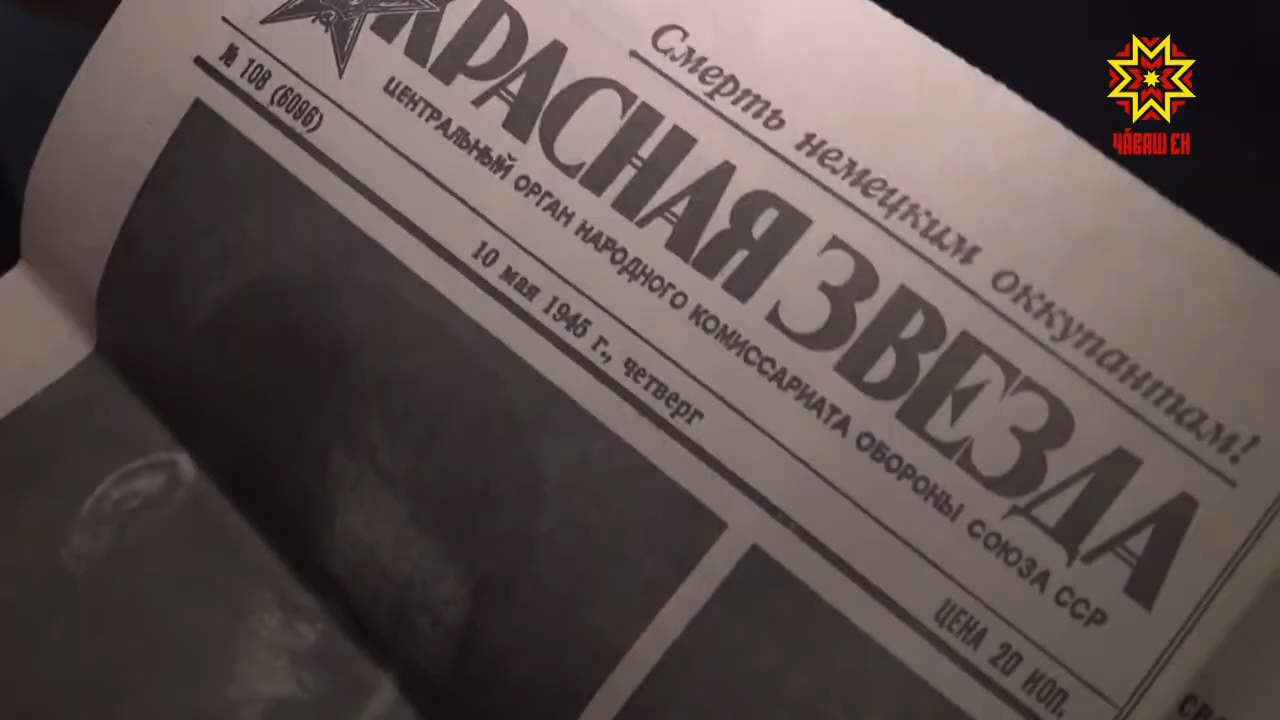 Смерть немецким оккупантам!
КРАСНАЯ ЗВЕЗДА
ЦЕНТРАЛЬНЫЙ ОРГАН НАРОДНОГО КОМИССАРИАТА ОБОРОНЫ СОЮЗА ССР
№ 108 (6096)
10 мая 1945 г., четверг
ЦЕНА 20 КОП.
ЧӐВАШ ЕН